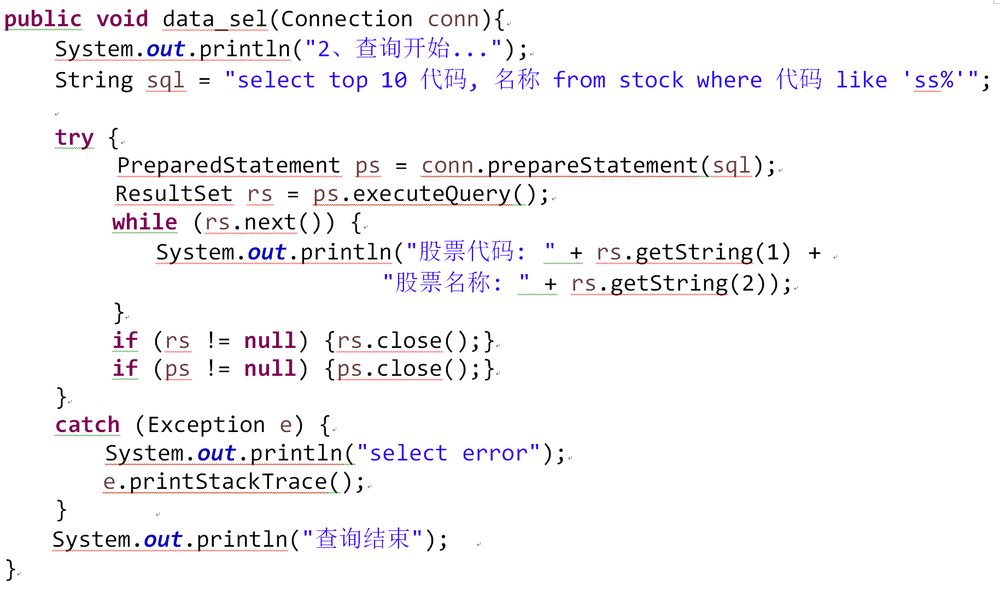 public void data_sel(Connection conn){
System.out.println("2、查询开始...");
String sql = "select top 10 代码, 名称 from stock where 代码 like 'ss%'";
try {
PreparedStatement ps = conn.prepareStatement(sql);
ResultSet rs = ps.executeQuery();
while (rs.next()) {
System.out.println("股票代码: " + rs.getString(1) +
"股票名称: " + rs.getString(2));
}
if (rs != null) {rs.close();}
if (ps != null) {ps.close();}
}
catch (Exception e) {
System.out.println("select error");
e.printStackTrace();
}
System.out.println("查询结束");
}